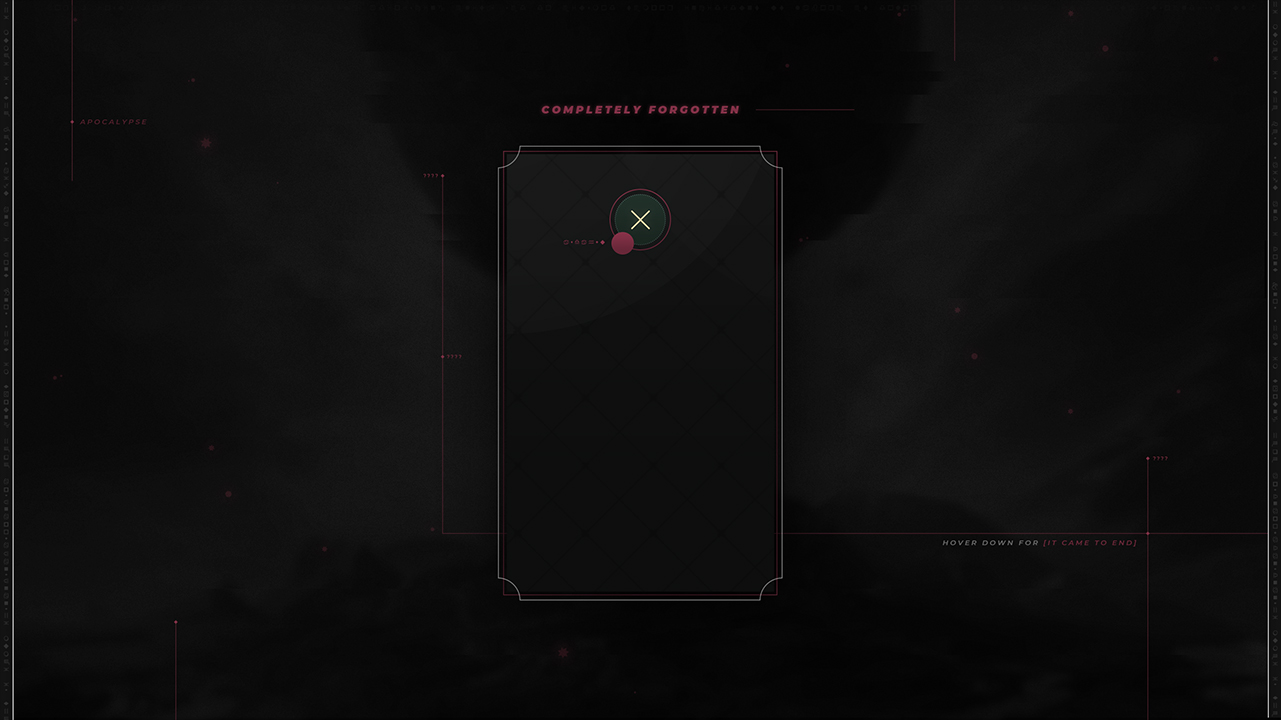 COMPLETELY FORGOTTEN
APOCALYPSE
????
????
????
HOVER DOWN FOR [IT CAME TO END]